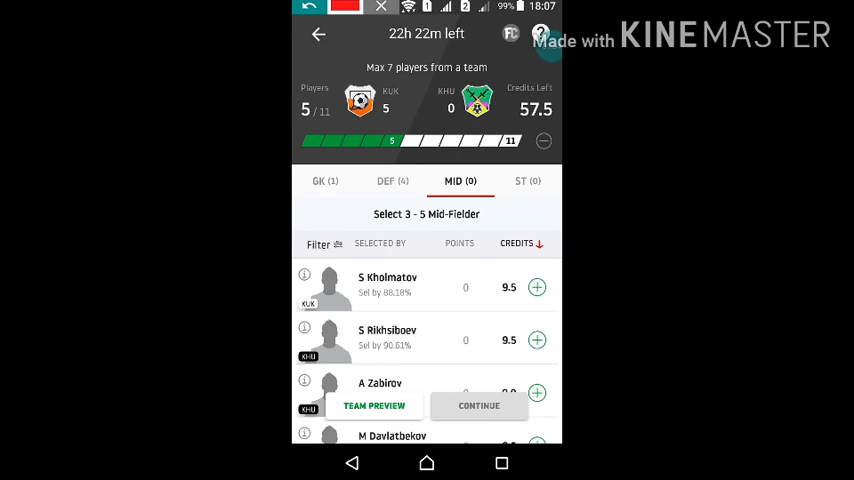 1 2 99% 18:07
22h 22m left FC ?
Made with KINEMASTER
Max 7 players from a team
Players KUK KHU Credits Left
5 / 11 5 0 57.5
5 11
GK (1) DEF (4) MID (0) ST (0)
Select 3 - 5 Mid-Fielder
Filter SELECTED BY POINTS CREDITS
S Kholmatov
Sel by 88.18% 0 9.5
KUK
S Rikhsiboev
Sel by 90.61% 0 9.5
KHU
A Zabirov
KHU
TEAM PREVIEW CONTINUE
M Davlatbekov